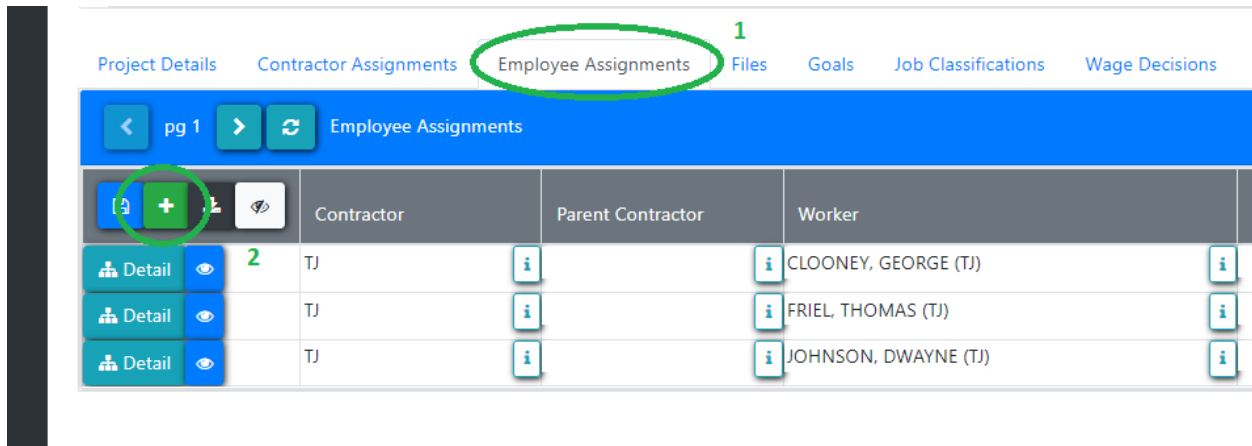 1
Project Details Contractor Assignments Employee Assignments Files Goals Job Classifications Wage Decisions
pg 1 Employee Assignments
Contractor Parent Contractor Worker
Detail 2 TJ i i CLOONEY, GEORGE (TJ) i
Detail TJ i i FRIEL, THOMAS (TJ) i
Detail TJ i i JOHNSON, DWAYNE (TJ) i